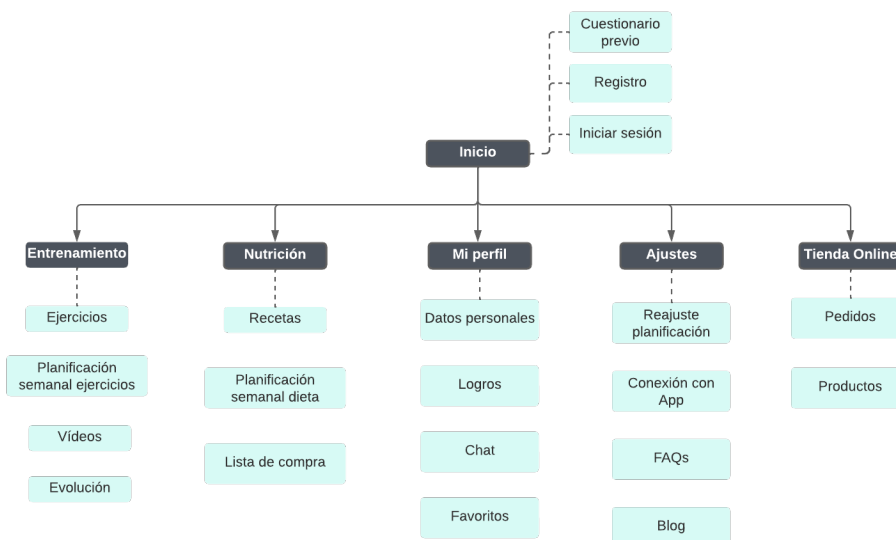 Cuestionario
previo
Registro
Iniciar sesión
Inicio
Entrenamiento
Nutrición
Mi perfil
Ajustes
Tienda Online
Ejercicios
Planificación
semanal ejercicios
Vídeos
Evolución
Recetas
Planificación
semanal dieta
Lista de compra
Datos personales
Logros
Chat
Favoritos
Reajuste
planificación
Conexión con
App
FAQs
Blog
Pedidos
Productos